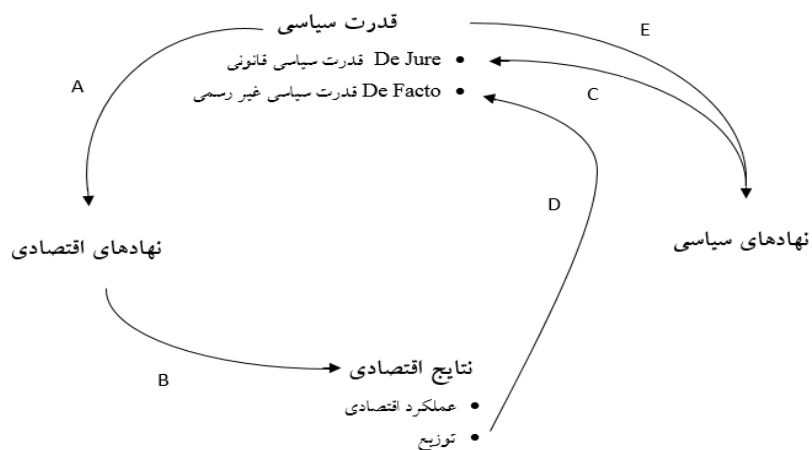 قدرت سیاسی
De Jure قدرت سیاسی قانونی
De Facto قدرت سیاسی غیر رسمی
E
A
C
D
نهادهای سیاسی
نهادهای اقتصادی
نتایج اقتصادی
B
عملکرد اقتصادی
توزیع